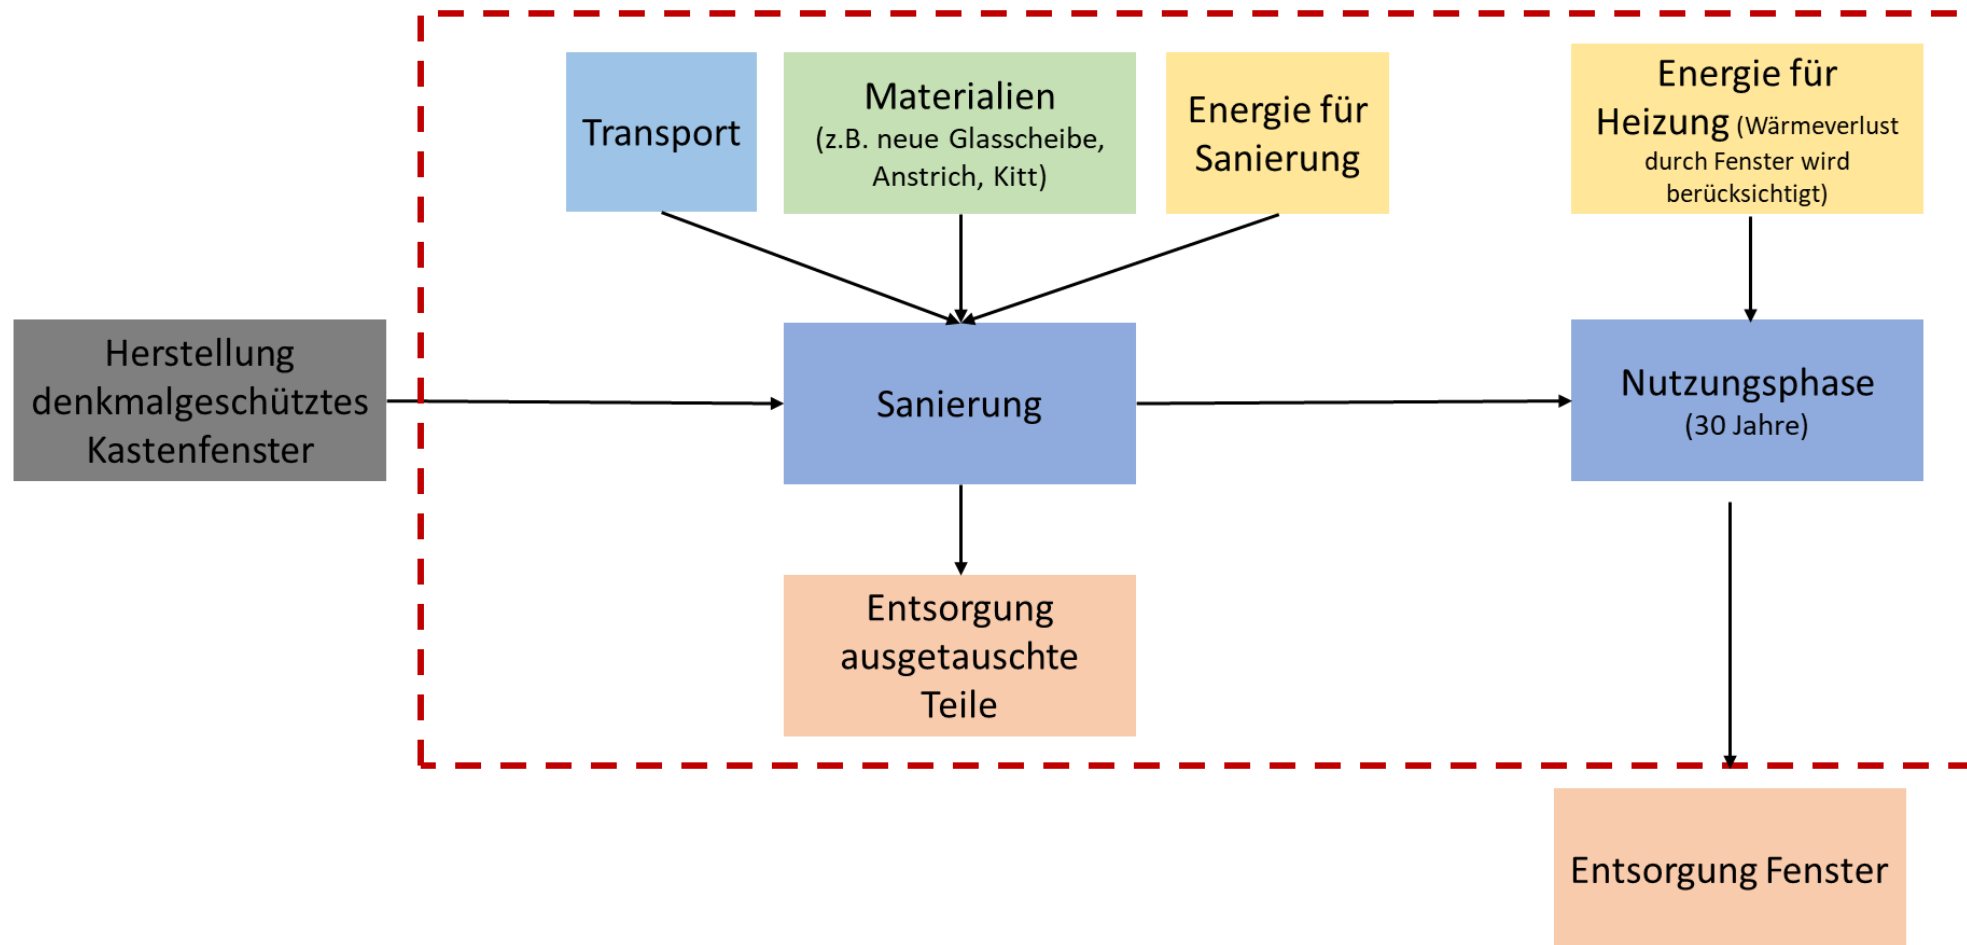 Transport
Materialien
(z.B. neue Glasscheibe,
Anstrich, Kitt)
Energie für
Sanierung
Energie für
Heizung (Wärmeverlust
durch Fenster wird
berücksichtigt)
Herstellung
denkmalgeschütztes
Kastenfenster
Sanierung
Nutzungsphase
(30 Jahre)
Entsorgung
ausgetauschte
Teile
Entsorgung Fenster